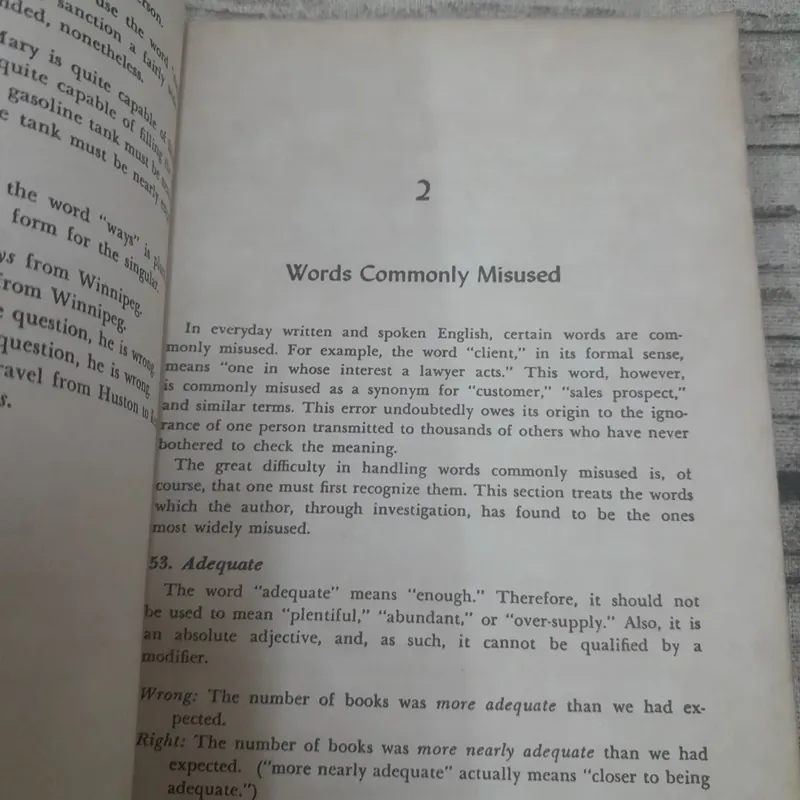 use the word
sanction a fairly
nonetheless.
Mary is quite capable of
quite capable of filling the
gasoline tank must be
tank must be nearly
the word "ways" is
form for the singular.
from Winnipeg.
from Winnipeg.
question, he is wrong
question, he is wrong
travel from Huston to
2
Words Commonly Misused
In everyday written and spoken English, certain words are com-
monly misused. For example, the word "client," in its formal sense,
means "one in whose interest a lawyer acts." This word, however,
is commonly misused as a synonym for "customer," "sales prospect,"
and similar terms. This error undoubtedly owes its origin to the igno-
rance of one person transmitted to thousands of others who have never
bothered to check the meaning.
The great difficulty in handling words commonly misused is, of
course, that one must first recognize them. This section treats the words
which the author, through investigation, has found to be the ones
most widely misused.
53. Adequate
The word "adequate" means "enough." Therefore, it should not
be used to mean "plentiful," "abundant," or "over-supply." Also, it is
an absolute adjective, and, as such, it cannot be qualified by a
modifier.
Wrong: The number of books was more adequate than we had ex-
pected.
Right: The number of books was more nearly adequate than we had
expected. ("more nearly adequate" actually means "closer to being
adequate.")